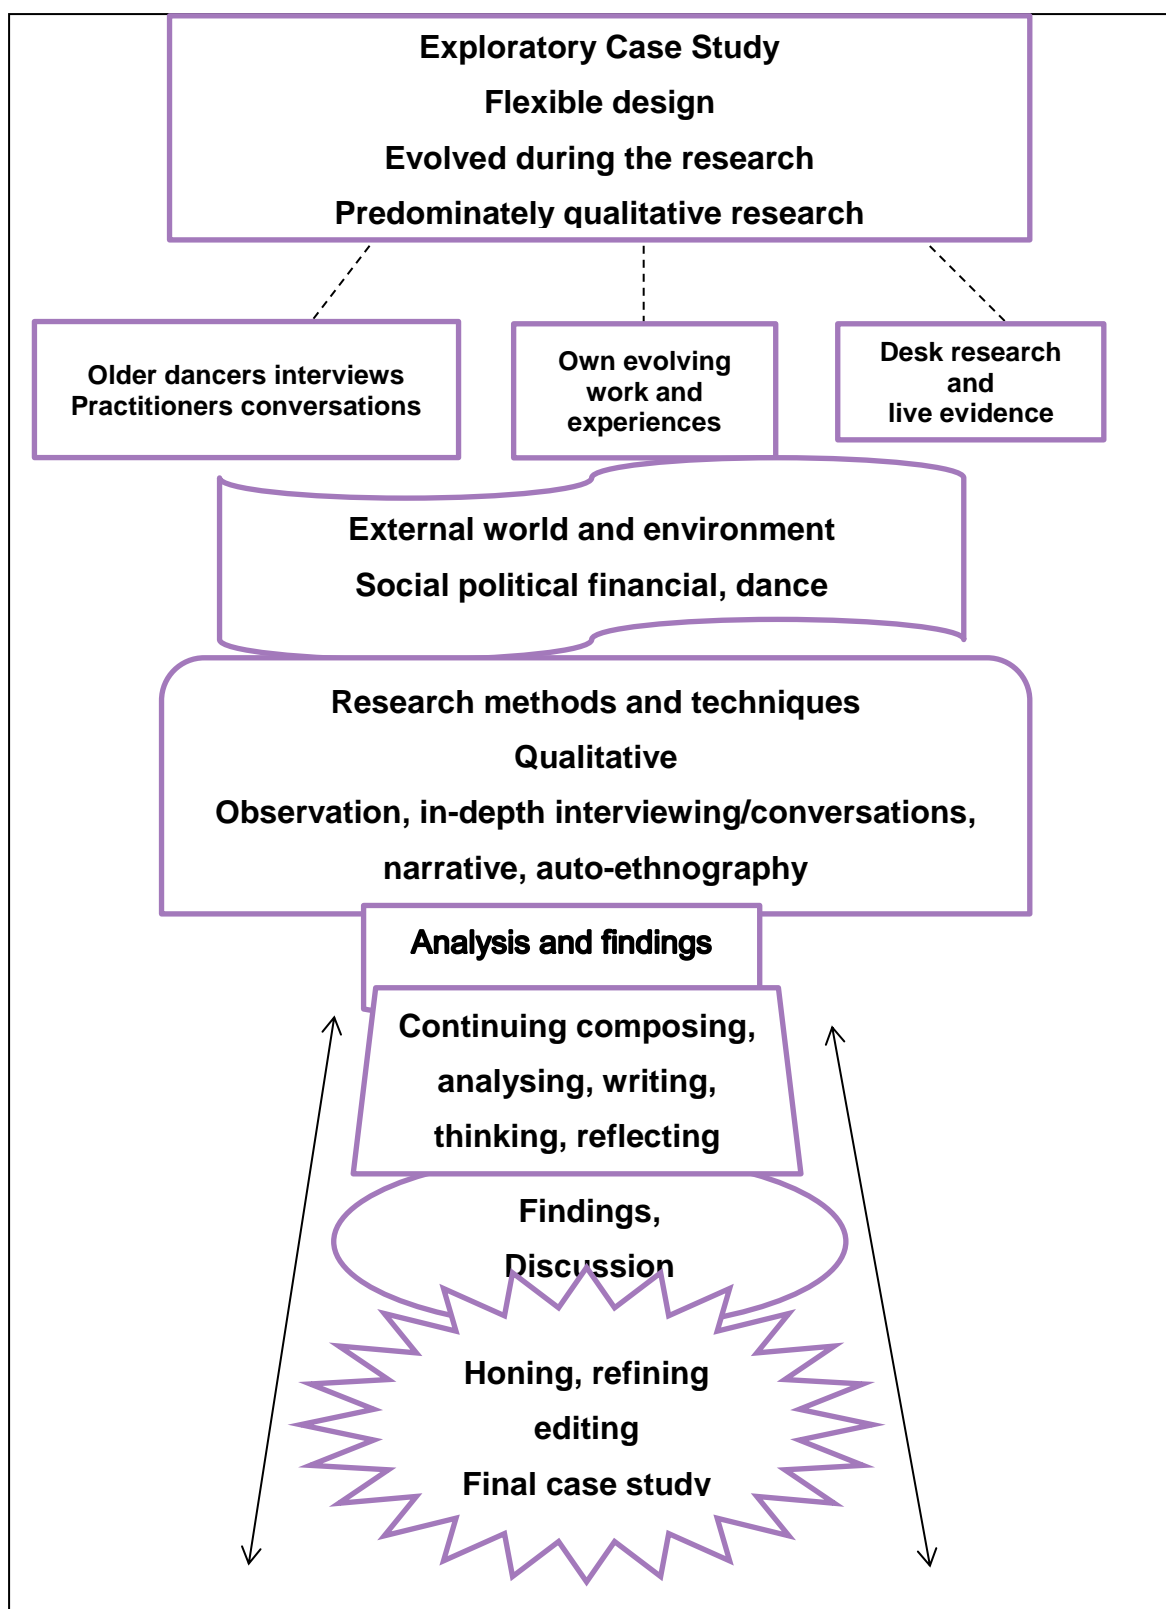 Exploratory Case Study
Flexible design
Evolved during the research
Predominately qualitative research
Older dancers interviews
Practitioners conversations
Own evolving
work and
experiences
Desk research
and
live evidence
External world and environment
Social political financial, dance
Research methods and techniques
Qualitative
Observation, in-depth interviewing/conversations,
narrative, auto-ethnography
Analysis and findings
Continuing composing,
analysing, writing,
thinking, reflecting
Findings,
Discussion
Honing, refining
editing
Final case study